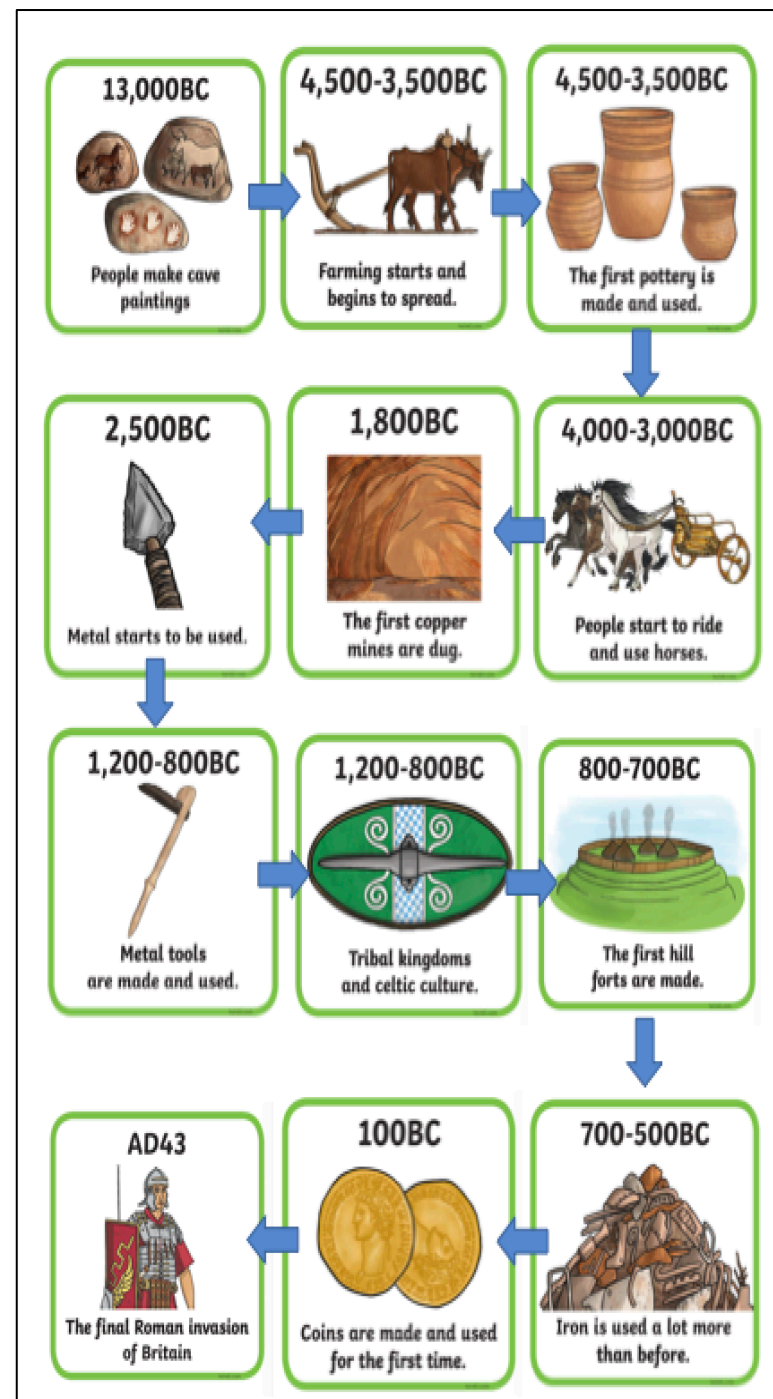 13,000BC
People make cave
paintings
4,500-3,500BC
Farming starts and
begins to spread.
4,500-3,500BC
The first pottery is
made and used.
4,000-3,000BC
People start to ride
and use horses.
1,800BC
The first copper
mines are dug.
2,500BC
Metal starts to be used.
1,200-800BC
Metal tools
are made and used.
1,200-800BC
Tribal kingdoms
and celtic culture.
800-700BC
The first hill
forts are made.
700-500BC
Iron is used a lot more
than before.
100BC
Coins are made and used
for the first time.
AD43
The final Roman invasion
of Britain